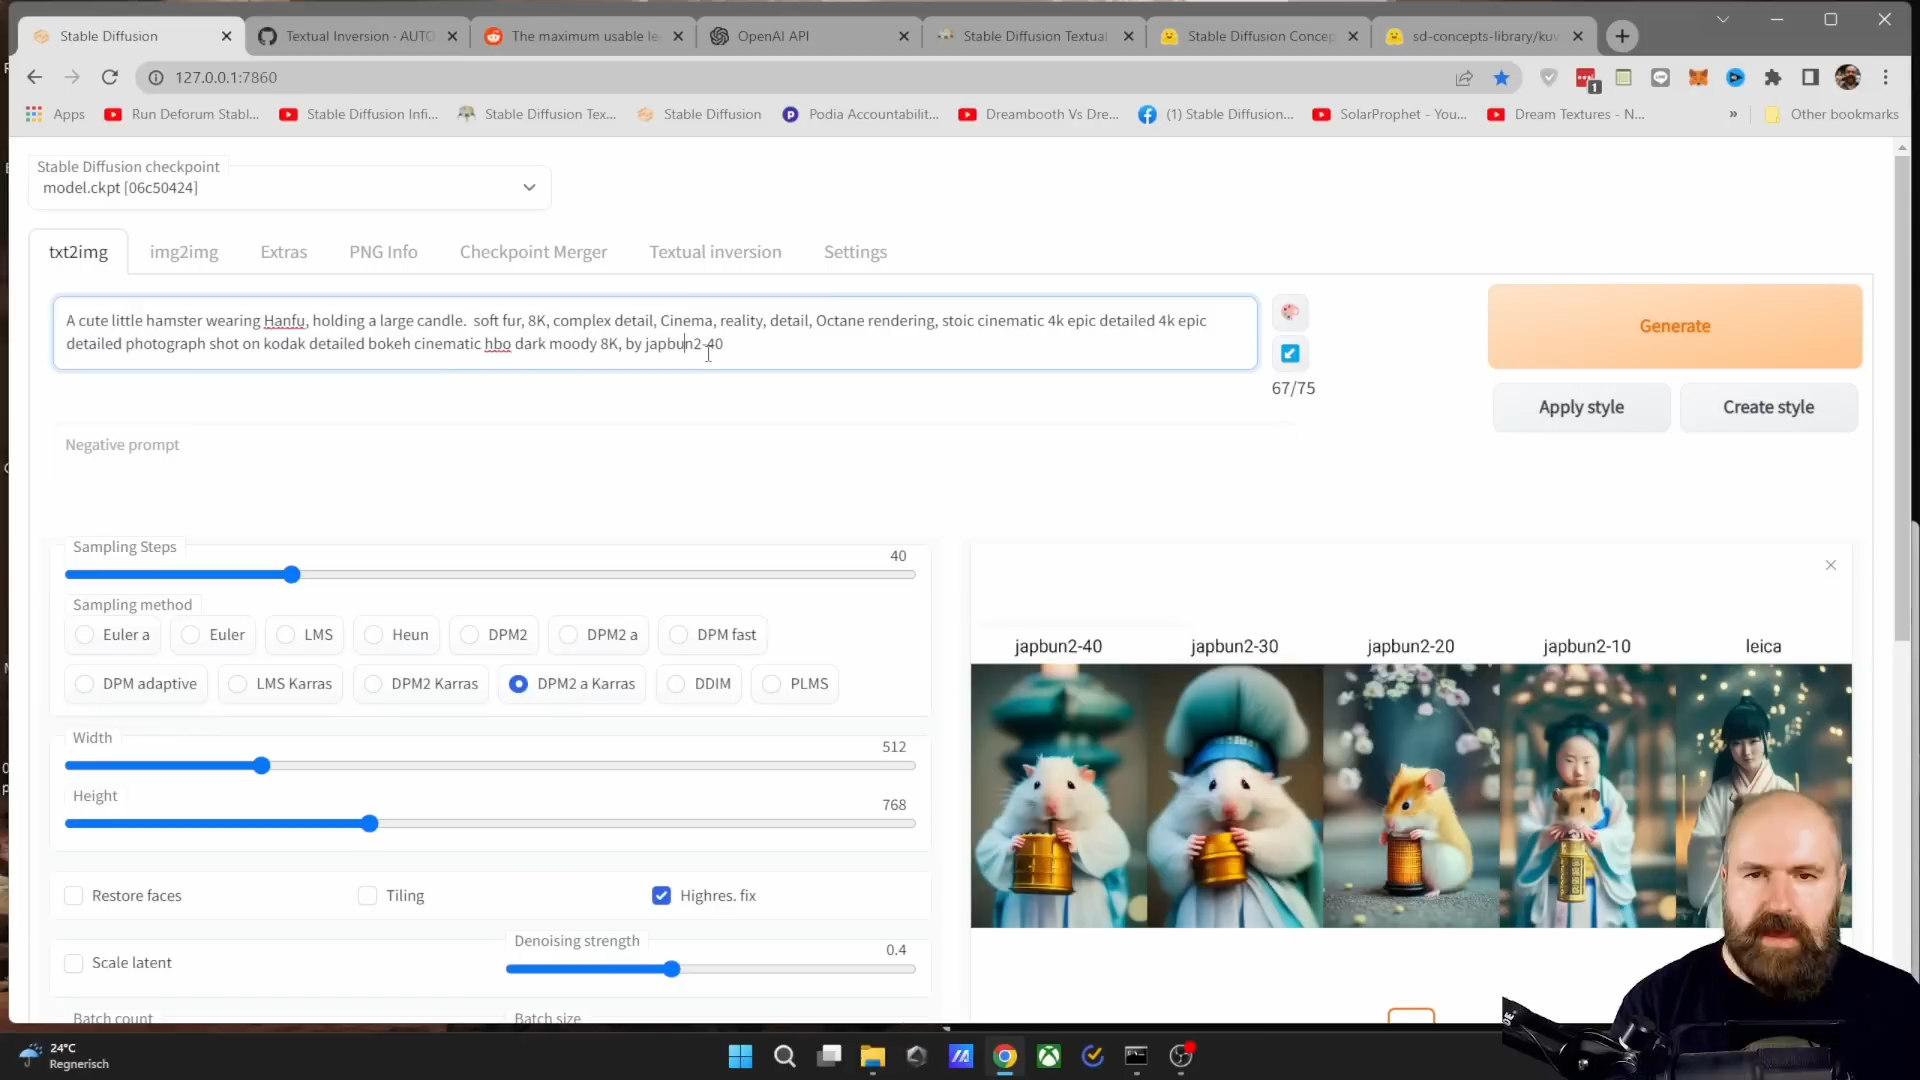 Stable Diffusion
Textual Inversion - AUTO
The maximum usable le
OpenAI API
Stable Diffusion Textual
Stable Diffusion Concep
sd-concepts-library/kuv
127.0.0.1:7860
1
Apps
Run Deforum Stabl...
Stable Diffusion Infi...
Stable Diffusion Tex...
Stable Diffusion
Podia Accountabilit...
Dreambooth Vs Dre...
(1) Stable Diffusion...
SolarProphet - You...
Dream Textures - N...
»
Other bookmarks
Stable Diffusion checkpoint
model.ckpt [06c50424]
txt2img
img2img
Extras
PNG Info
Checkpoint Merger
Textual inversion
Settings
A cute little hamster wearing Hanfu, holding a large candle. soft fur, 8K, complex detail, Cinema, reality, detail, Octane rendering, stoic cinematic 4k epic detailed 4k epic
detailed photograph shot on kodak detailed bokeh cinematic hbo dark moody 8K, by japbun2-40
67/75
Generate
Apply style
Create style
Negative prompt
Sampling Steps
40
Sampling method
Euler a
Euler
LMS
Heun
DPM2
DPM2 a
DPM fast
DPM adaptive
LMS Karras
DPM2 Karras
DPM2 a Karras
DDIM
PLMS
Width
512
Height
768
Restore faces
Tiling
Highres. fix
Scale latent
Denoising strength
0.4
Batch count
Batch size
japbun2-40
japbun2-30
japbun2-20
japbun2-10
leica
24°C
Regnerisch